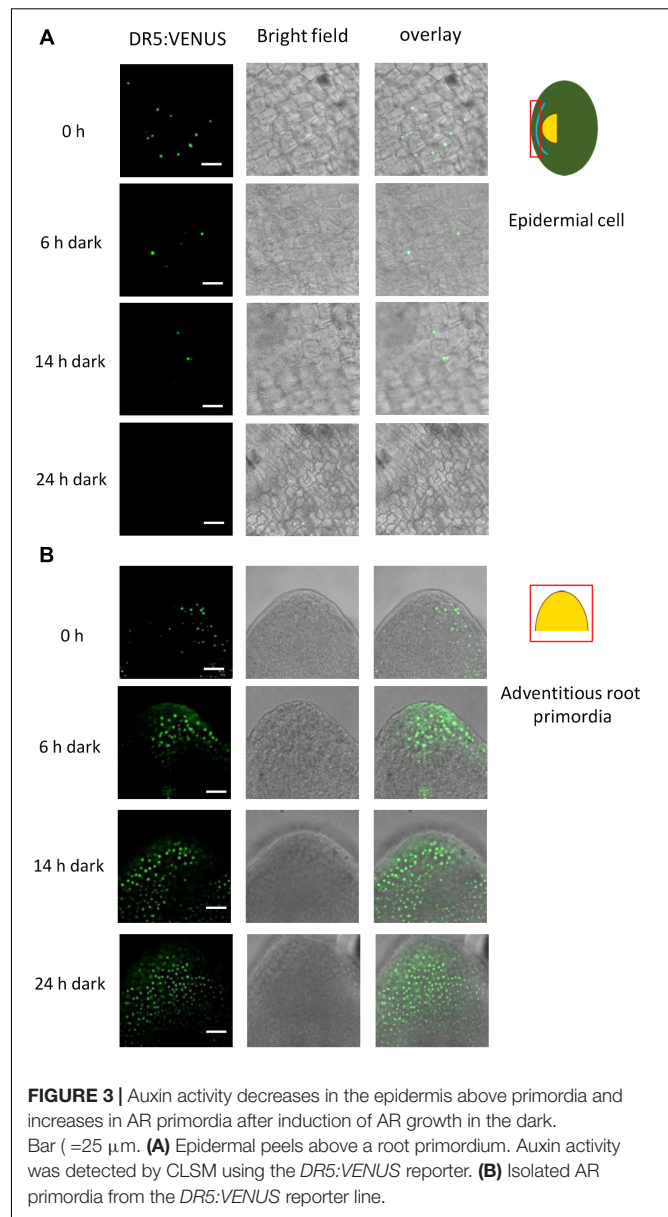 A
DR5:VENUS Bright field overlay
0 h
6 h dark
Epidermial cell
14 h dark
24 h dark
B
0 h
Adventitious root
primordia
6 h dark
14 h dark
24 h dark
FIGURE 3 | Auxin activity decreases in the epidermis above primordia and
increases in AR primordia after induction of AR growth in the dark.
Bar ( =25 μm. (A) Epidermal peels above a root primordium. Auxin activity
was detected by CLSM using the DR5:VENUS reporter. (B) Isolated AR
primordia from the DR5:VENUS reporter line.